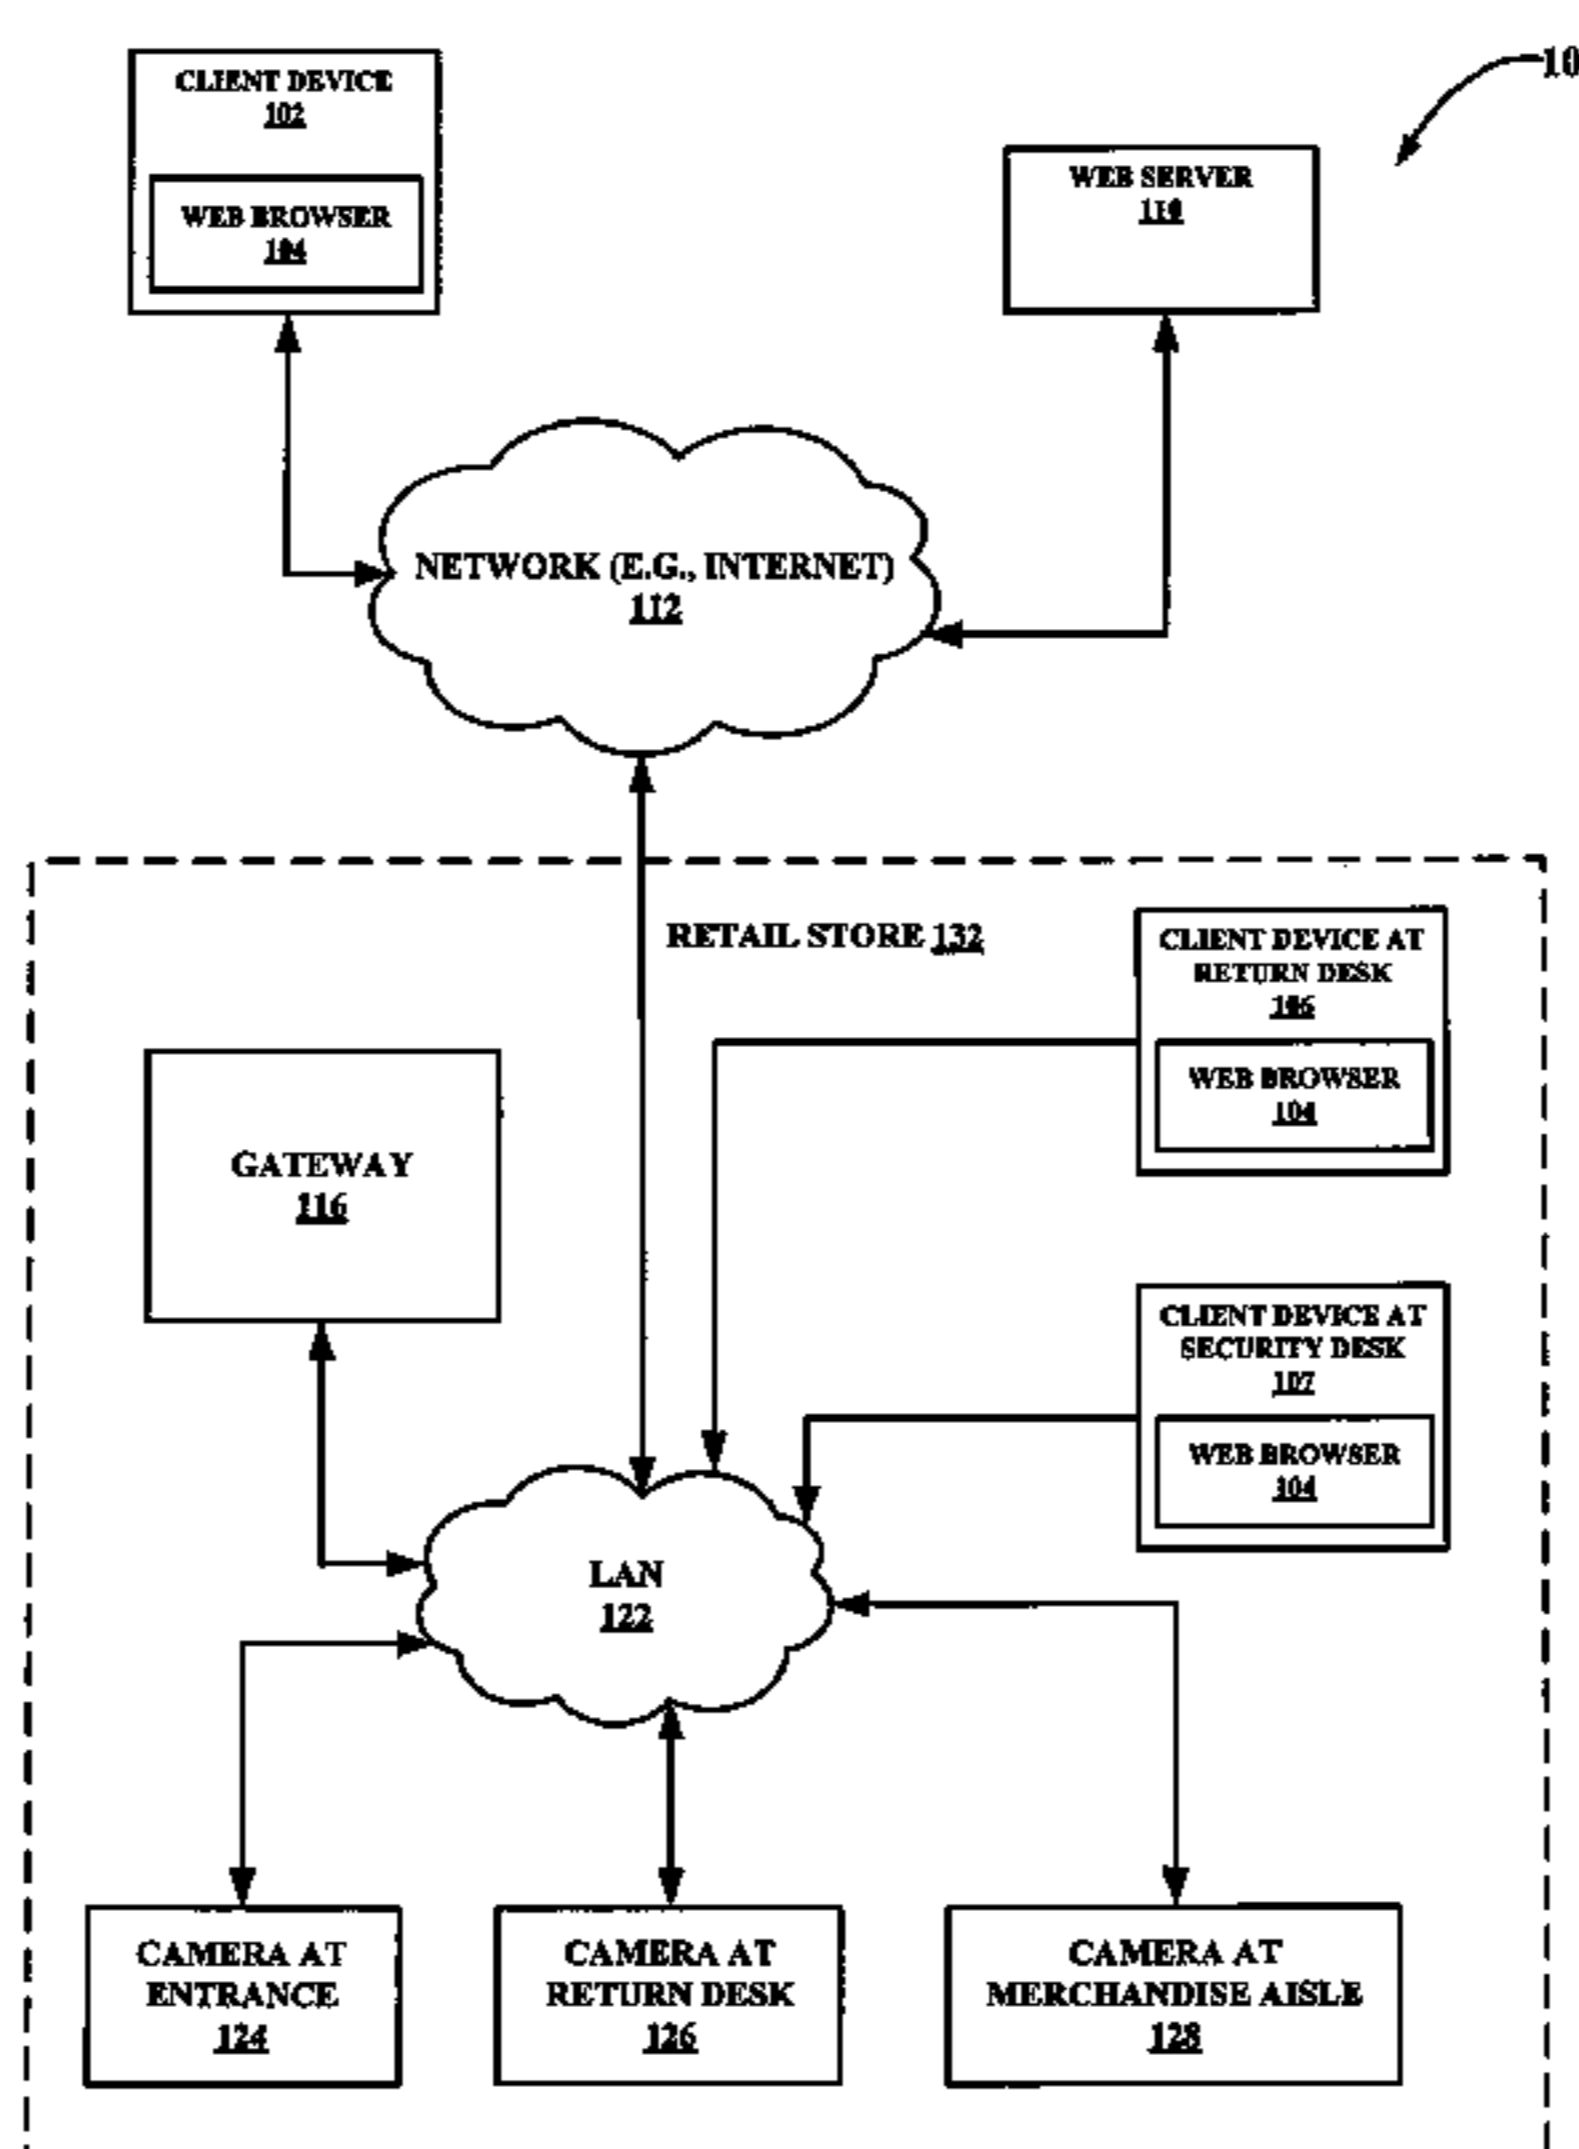 CLIENT DEVICE
102
WEB BROWSER
104
10
WEB SERVER
110
NETWORK (E.G., INTERNET)
112
RETAIL STORE 132
CLIENT DEVICE AT
RETURN DESK
106
WEB BROWSER
104
GATEWAY
116
CLIENT DEVICE AT
SECURITY DESK
107
WEB BROWSER
104
LAN
122
CAMERA AT
ENTRANCE
124
CAMERA AT
RETURN DESK
126
CAMERA AT
MERCHANDISE AISLE
128